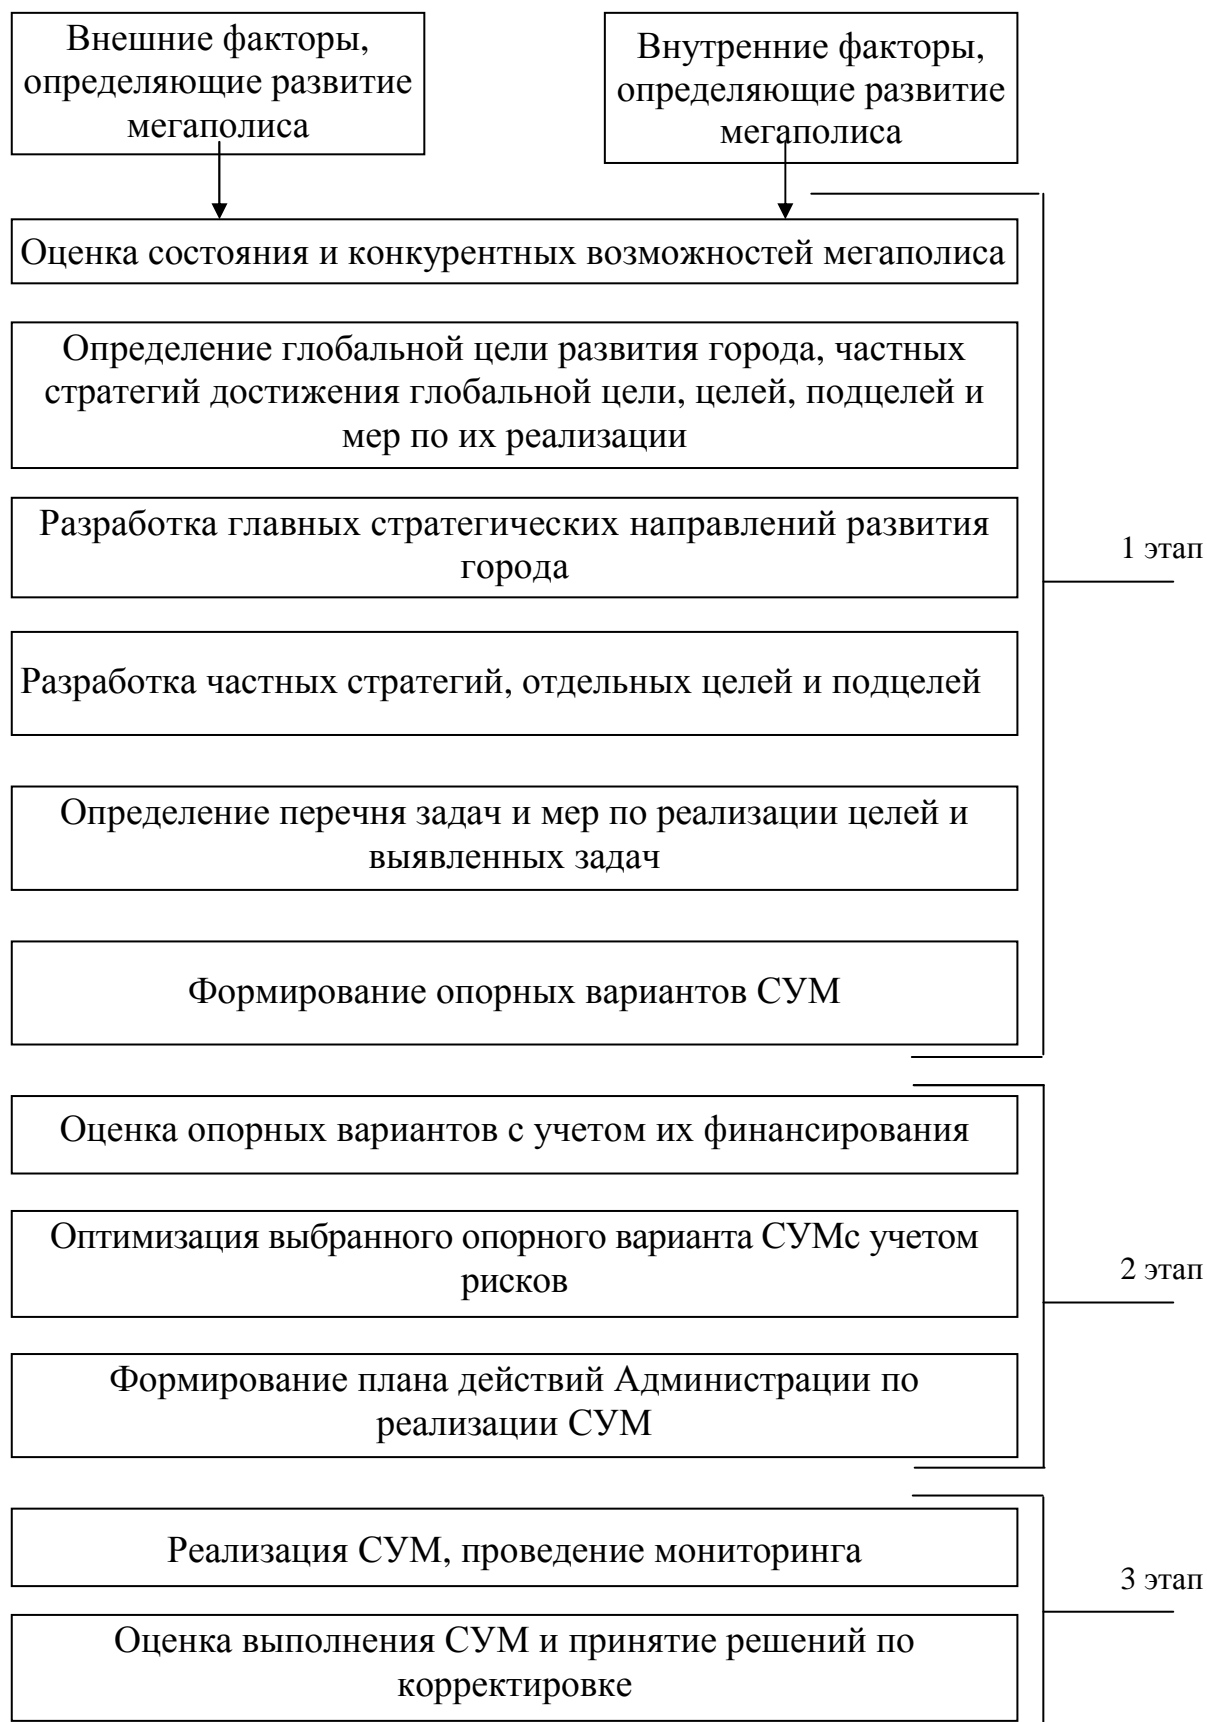 Внешние факторы,
определяющие развитие
мегаполиса
Внутренние факторы,
определяющие развитие
мегаполиса
Оценка состояния и конкурентных возможностей мегаполиса
Определение глобальной цели развития города, частных
стратегий достижения глобальной цели, целей, подцелей и
мер по их реализации
Разработка главных стратегических направлений развития
города
1 этап
Разработка частных стратегий, отдельных целей и подцелей
Определение перечня задач и мер по реализации целей и
выявленных задач
Формирование опорных вариантов СУМ
Оценка опорных вариантов с учетом их финансирования
Оптимизация выбранного опорного варианта СУМс учетом
рисков
2 этап
Формирование плана действий Администрации по
реализации СУМ
Реализация СУМ, проведение мониторинга
3 этап
Оценка выполнения СУМ и принятие решений по
корректировке